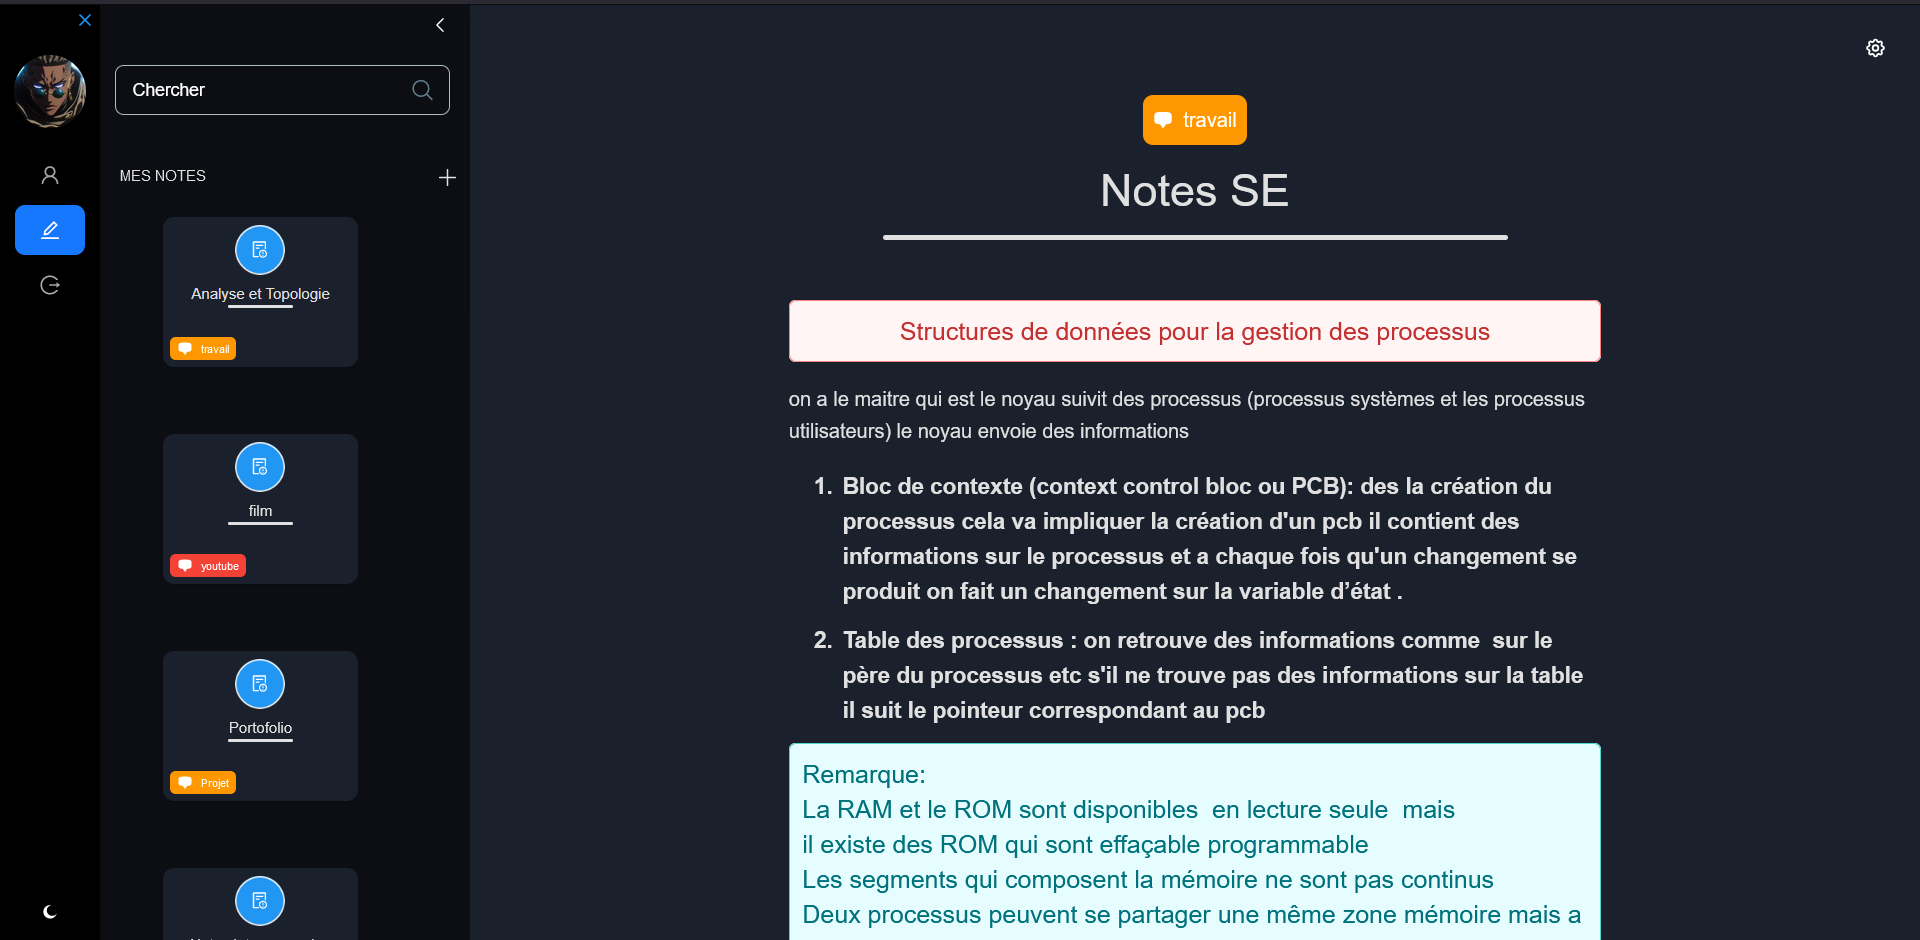 Chercher
MES NOTES
Analyse et Topologie
travail
film
youtube
Portofolio
Projet
travail
Notes SE
Structures de données pour la gestion des processus
on a le maitre qui est le noyau suivit des processus (processus systèmes et les processus
utilisateurs) le noyau envoie des informations
1. Bloc de contexte (context control bloc ou PCB): des la création du
processus cela va impliquer la création d'un pcb il contient des
informations sur le processus et a chaque fois qu'un changement se
produit on fait un changement sur la variable d’état .
2. Table des processus : on retrouve des informations comme  sur le
père du processus etc s'il ne trouve pas des informations sur la table
il suit le pointeur correspondant au pcb
Remarque:
La RAM et le ROM sont disponibles  en lecture seule  mais
il existe des ROM qui sont effaçable programmable
Les segments qui composent la mémoire ne sont pas continus
Deux processus peuvent se partager une même zone mémoire mais a